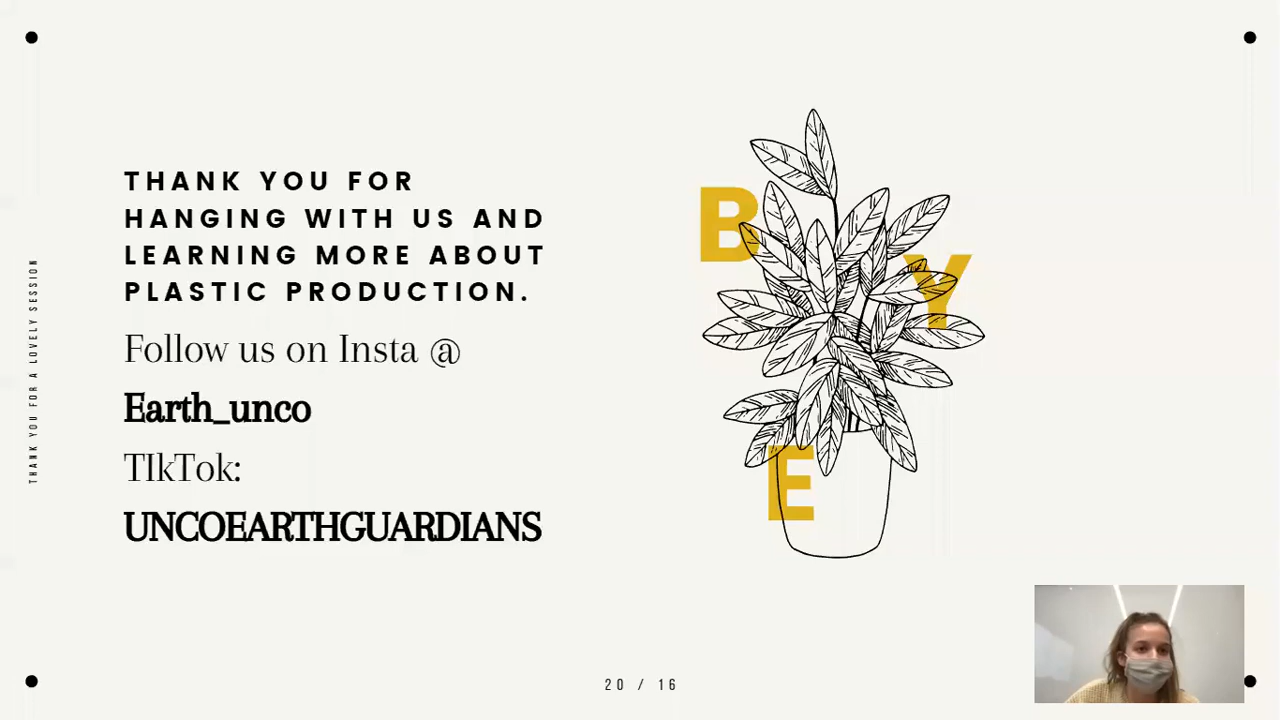 THANK YOU FOR A LOVELY SESSION
THANK YOU FOR
HANGING WITH US AND
LEARNING MORE ABOUT
PLASTIC PRODUCTION.
Follow us on Insta @
Earth_unco
TIkTok:
UNCOEARTHGUARDIANS
B
Y
E
20 / 16